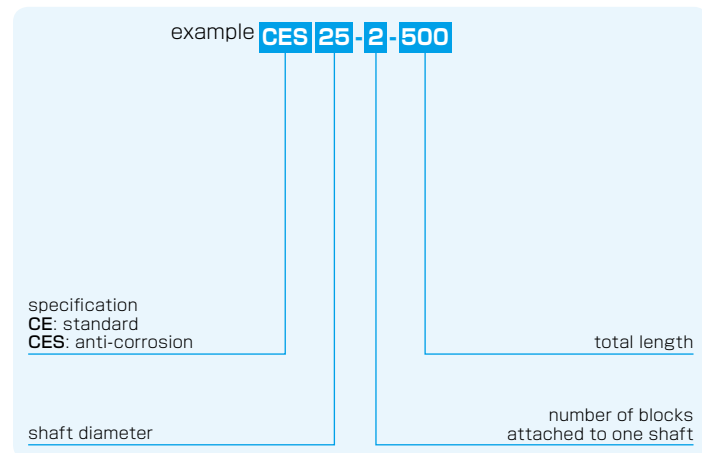 example CES 25 - 2 - 500
specification
CE: standard
CES: anti-corrosion
total length
shaft diameter
number of blocks
attached to one shaft